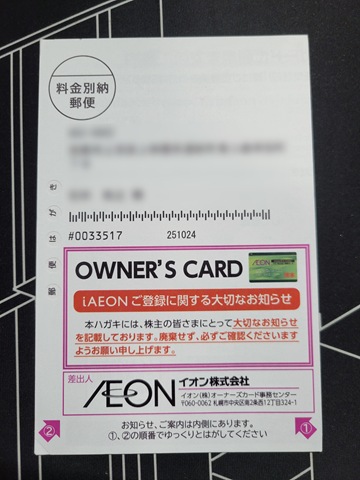 料金別納
郵便
郵便はがき
#0033517 251024
OWNER'S CARD
AEON
iAEON ご登録に関する大切なお知らせ
本ハガキには、株主の皆さまにとって大切なお知らせ
を記載しております。廃棄せず、必ずご確認くださいます
ようお願い申し上げます。
差出人
AEON イオン株式会社
イオン(株)オーナーズカード事務センター
〒060-0062 札幌市中央区南2条西12丁目324-1
お知らせ、ご案内は内側にあります。
①、②の順番でゆっくりとはがしてください
② ①